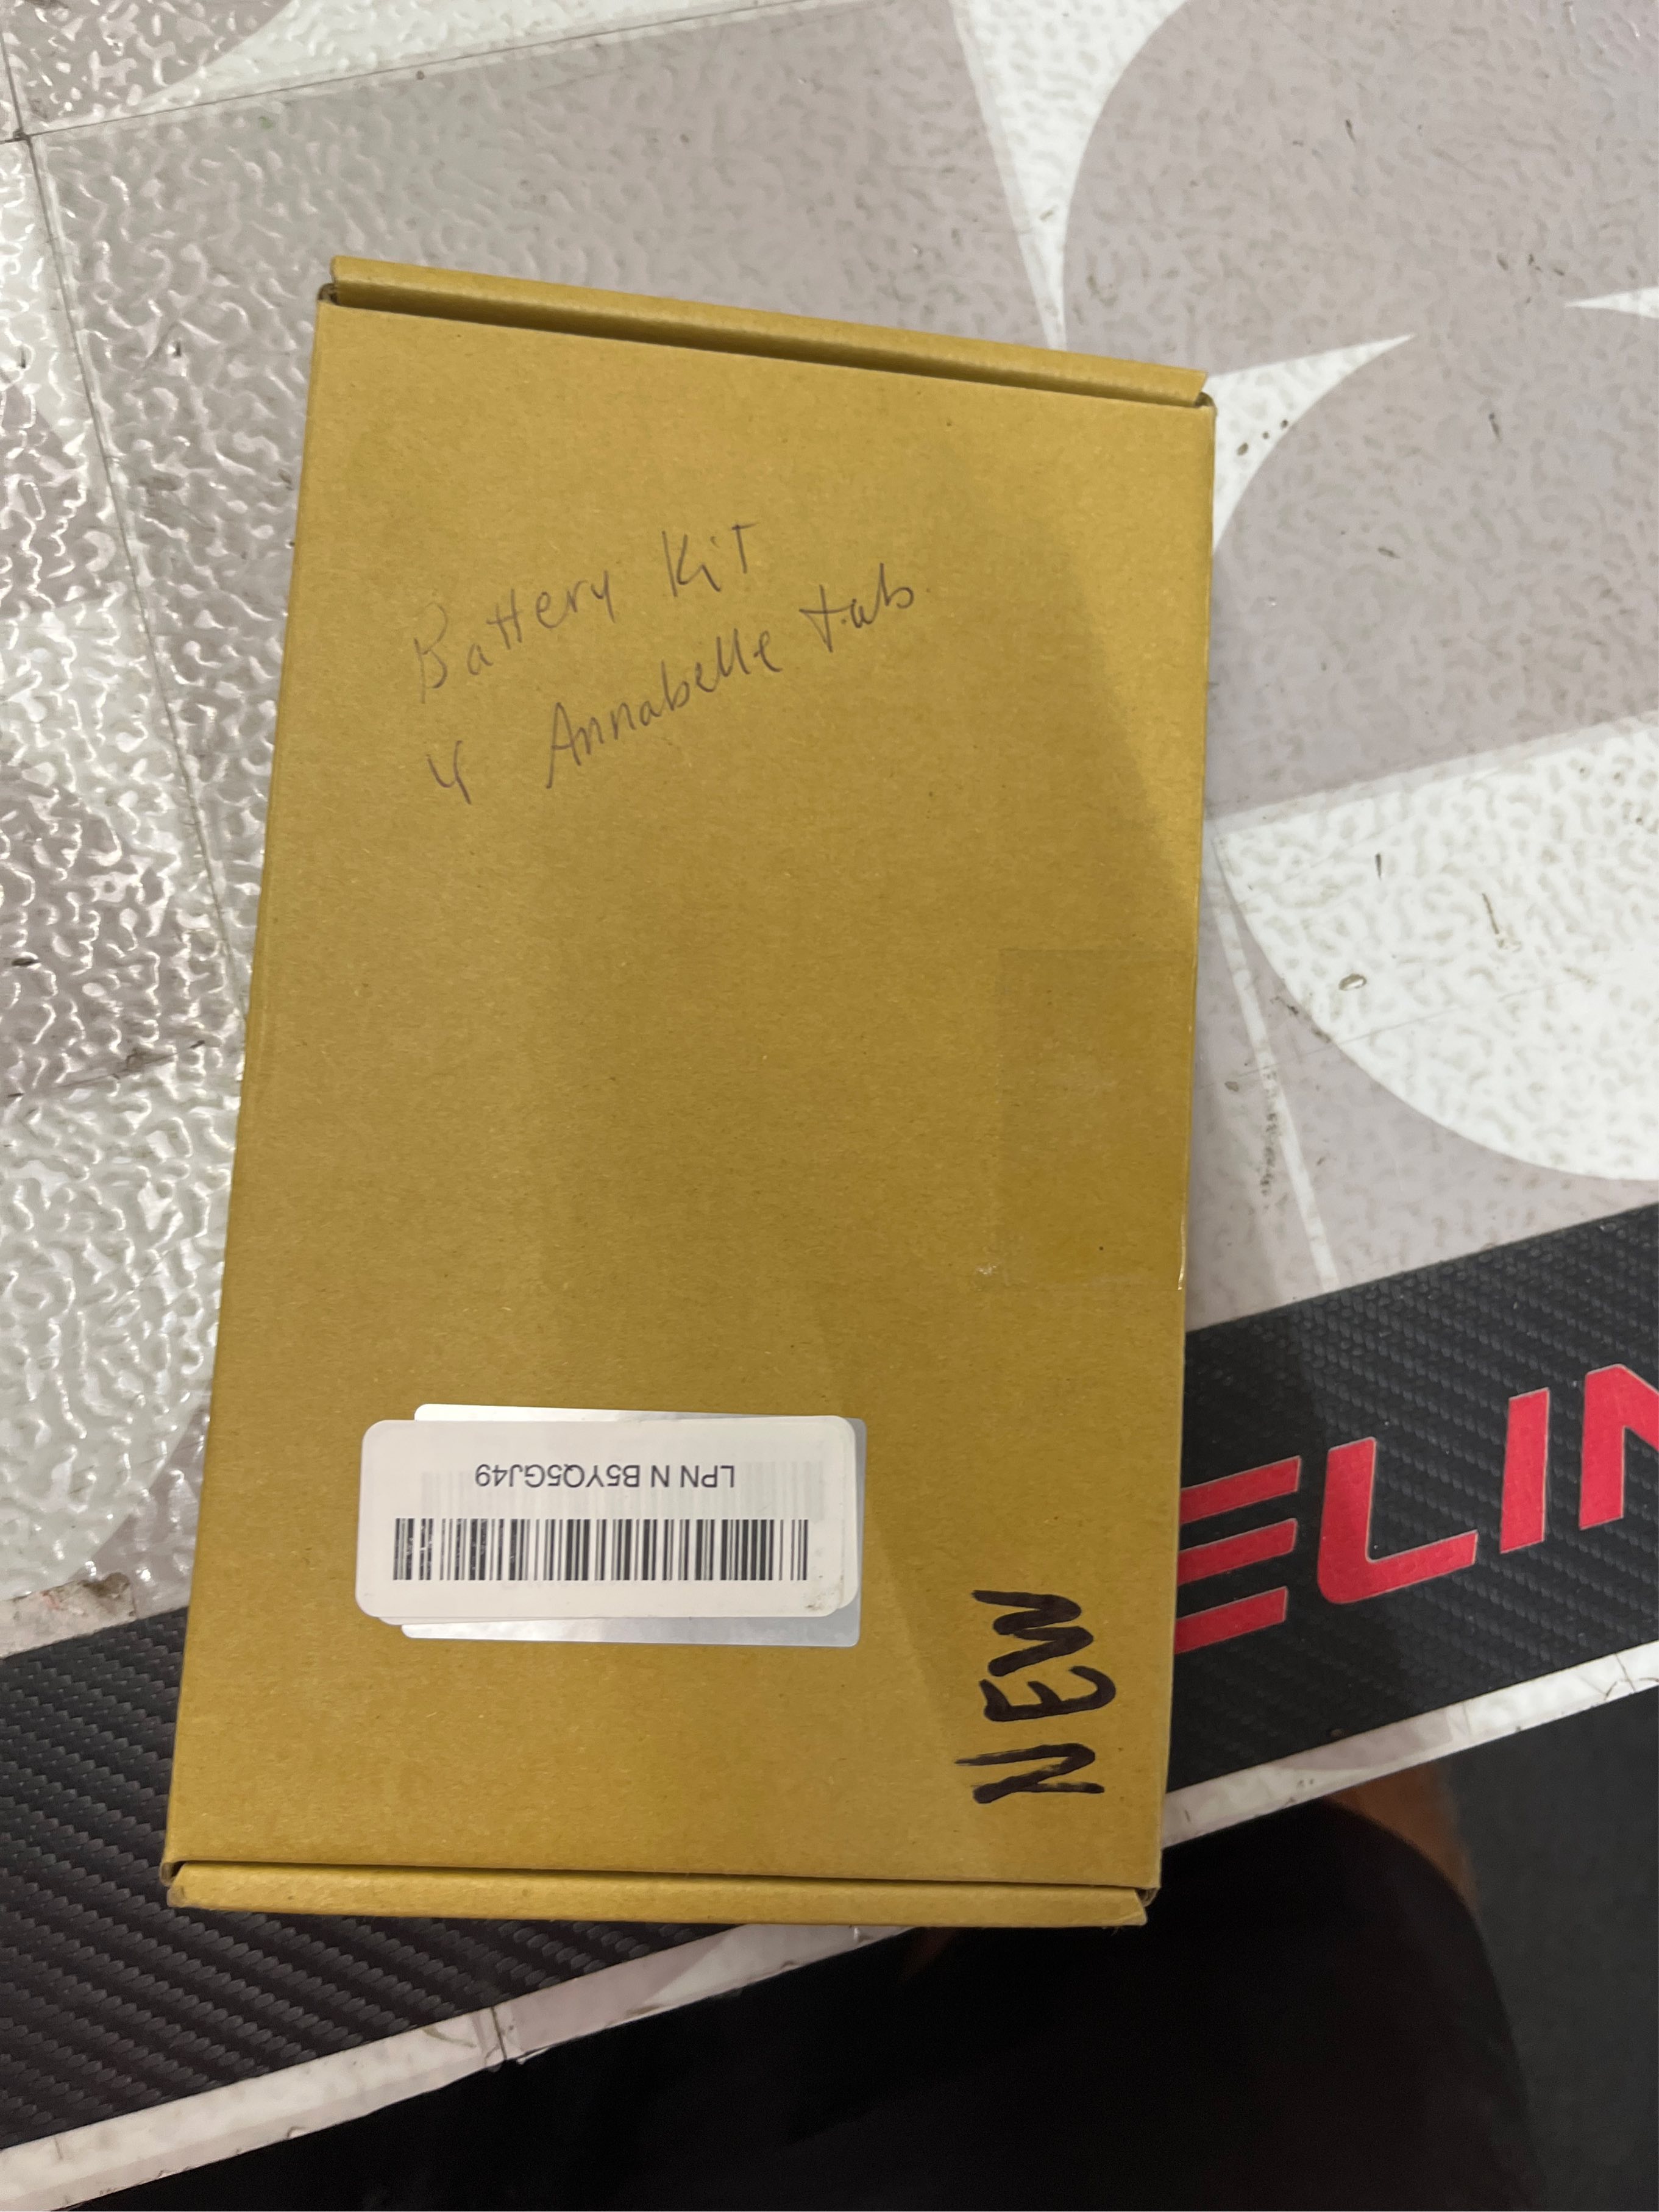 Battery Kit
4 Annabelle tab
LPN N B5YQ5GJ49
NEW
ELIN